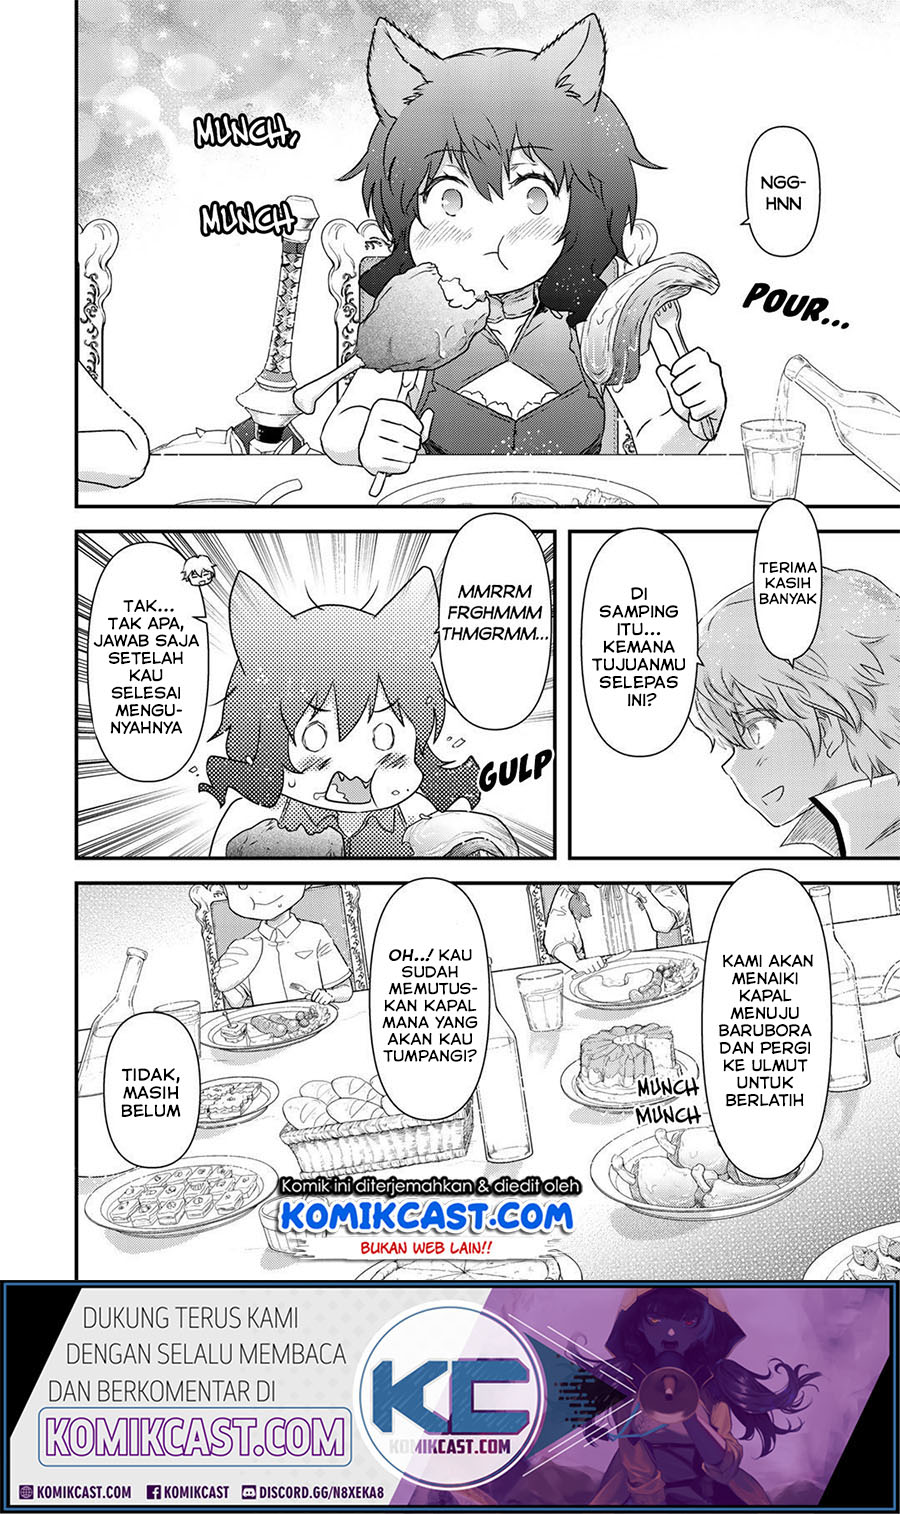 NGG-
HNN
MUNCH,
MUNCH
POUR...
TERIMA
KASIH
BANYAK
DI
SAMPING
ITU...
KEMANA
TUJUANMU
SELEPAS
INI?
MMRRM
FRGHMMM
THMGRMM...
GULP
TAK...
TAK APA,
JAWAB SAJA
SETELAH
KAU
SELESAI
MENGU-
NYAHNYA
KAMI AKAN
MENAIKI
KAPAL
MENUJU
BARUBORA
DAN PERGI
KE ULMUT
UNTUK
BERLATIH
MUNCH
MUNCH
OH..! KAU
SUDAH
MEMUTUS-
KAN KAPAL
MANA YANG
AKAN KAU
TUMPANGI?
TIDAK,
MASIH
BELUM
Komik ini diterjemahkan & diedit oleh
KOMIKCAST.COM
BUKAN WEB LAIN!!
DUKUNG TERUS KAMI
DENGAN SELALU MEMBACA
DAN BERKOMENTAR DI
KOMIKCAST.COM
KC
KOMIKCAST.COM
KOMIKCAST.COM KOMIKCAST DISCORD.GG/N8XEKA8